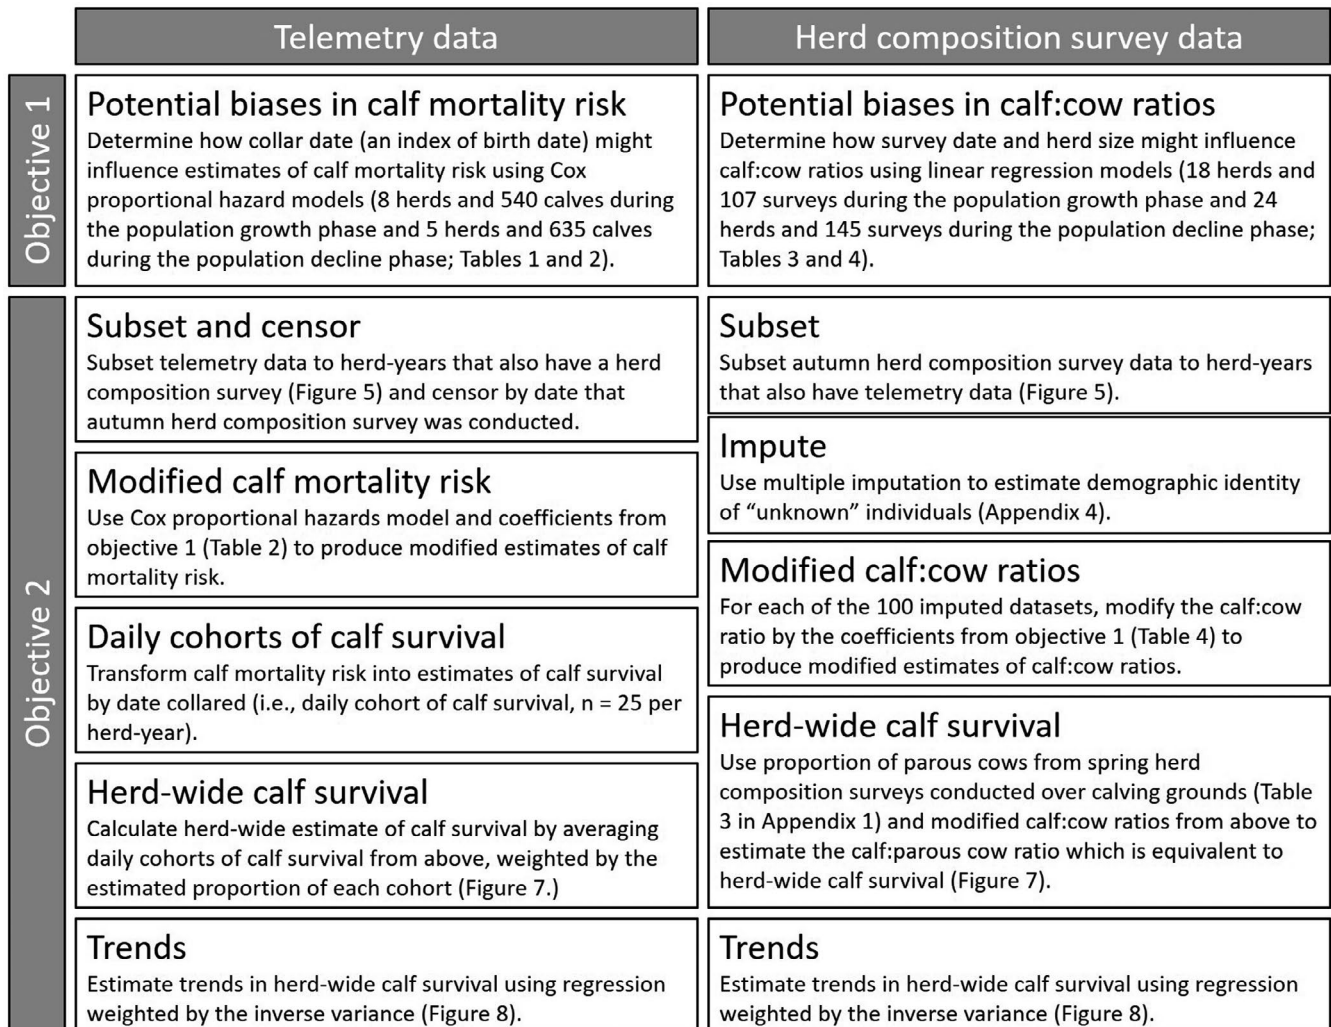 Telemetry data
Herd composition survey data
Objective 1
Potential biases in calf mortality risk
Determine how collar date (an index of birth date) might
influence estimates of calf mortality risk using Cox
proportional hazard models (8 herds and 540 calves during
the population growth phase and 5 herds and 635 calves
during the population decline phase; Tables 1 and 2).
Potential biases in calf:cow ratios
Determine how survey date and herd size might influence
calf:cow ratios using linear regression models (18 herds and
107 surveys during the population growth phase and 24
herds and 145 surveys during the population decline phase;
Tables 3 and 4).
Objective 2
Subset and censor
Subset telemetry data to herd-years that also have a herd
composition survey (Figure 5) and censor by date that
autumn herd composition survey was conducted.
Modified calf mortality risk
Use Cox proportional hazards model and coefficients from
objective 1 (Table 2) to produce modified estimates of calf
mortality risk.
Daily cohorts of calf survival
Transform calf mortality risk into estimates of calf survival
by date collared (i.e., daily cohort of calf survival, n = 25 per
herd-year).
Herd-wide calf survival
Calculate herd-wide estimate of calf survival by averaging
daily cohorts of calf survival from above, weighted by the
estimated proportion of each cohort (Figure 7.)
Trends
Estimate trends in herd-wide calf survival using regression
weighted by the inverse variance (Figure 8).
Subset
Subset autumn herd composition survey data to herd-years
that also have telemetry data (Figure 5).
Impute
Use multiple imputation to estimate demographic identity
of “unknown” individuals (Appendix 4).
Modified calf:cow ratios
For each of the 100 imputed datasets, modify the calf:cow
ratio by the coefficients from objective 1 (Table 4) to
produce modified estimates of calf:cow ratios.
Herd-wide calf survival
Use proportion of parous cows from spring herd
composition surveys conducted over calving grounds (Table
3 in Appendix 1) and modified calf:cow ratios from above to
estimate the calf:parous cow ratio which is equivalent to
herd-wide calf survival (Figure 7).
Trends
Estimate trends in herd-wide calf survival using regression
weighted by the inverse variance (Figure 8).